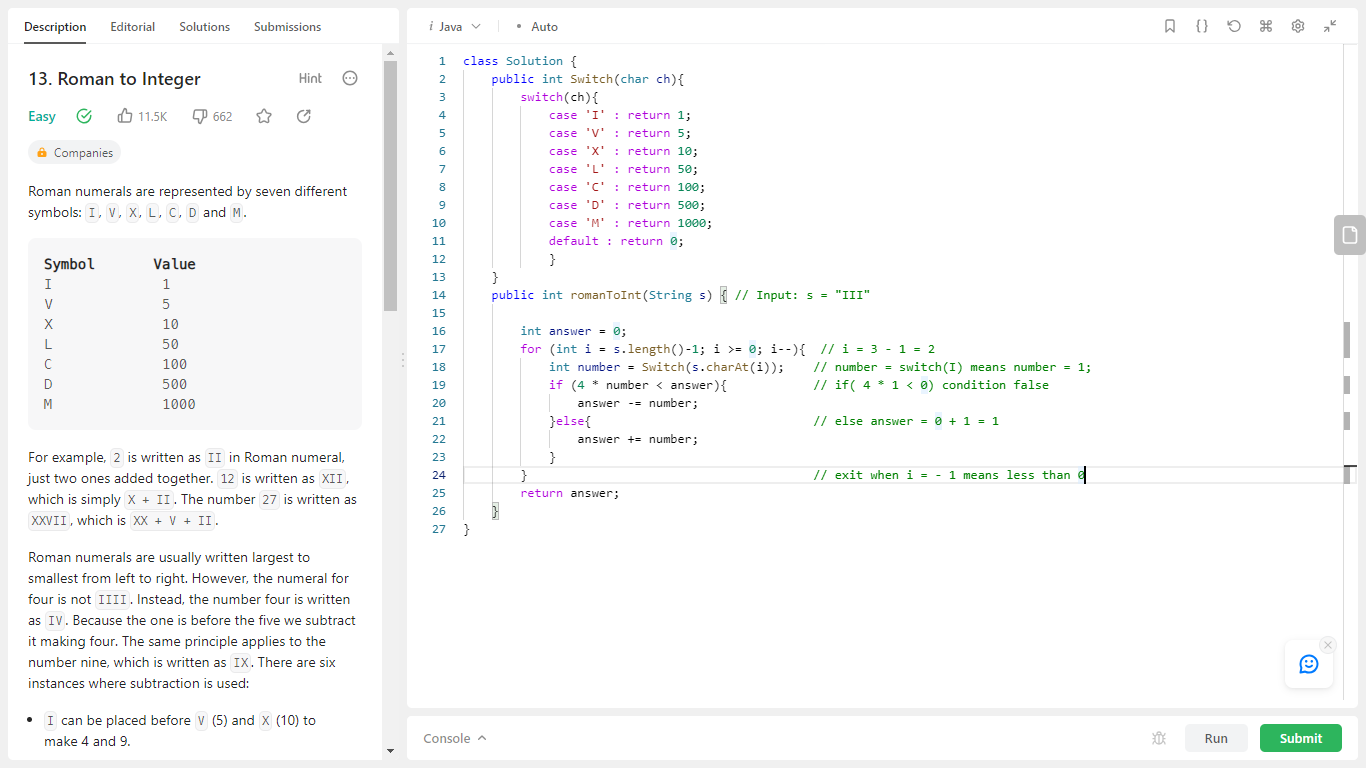 Description Editorial Solutions Submissions
13. Roman to Integer Hint
Easy 11.5K 662
Companies
Roman numerals are represented by seven different
symbols: I, V, X, L, C, D and M.
Symbol Value
I 1
V 5
X 10
L 50
C 100
D 500
M 1000
For example, 2 is written as II in Roman numeral,
just two ones added together. 12 is written as XII,
which is simply X + II. The number 27 is written as
XXVII, which is XX + V + II.
Roman numerals are usually written largest to
smallest from left to right. However, the numeral for
four is not IIII. Instead, the number four is written
as IV. Because the one is before the five we subtract
it making four. The same principle applies to the
number nine, which is written as IX. There are six
instances where subtraction is used:
• I can be placed before V (5) and X (10) to
make 4 and 9.
i Java • Auto
1 class Solution {
2 public int Switch(char ch){
3 switch(ch){
4 case 'I' : return 1;
5 case 'V' : return 5;
6 case 'X' : return 10;
7 case 'L' : return 50;
8 case 'C' : return 100;
9 case 'D' : return 500;
10 case 'M' : return 1000;
11 default : return 0;
12 }
13 }
14 public int romanToInt(String s) { // Input: s = "III"
15
16 int answer = 0;
17 for (int i = s.length()-1; i >= 0; i--){ // i = 3 - 1 = 2
18 int number = Switch(s.charAt(i)); // number = switch(I) means number = 1;
19 if (4 * number < answer){ // if( 4 * 1 < 0) condition false
20 answer -= number;
21 }else{ // else answer = 0 + 1 = 1
22 answer += number;
23 }
24 } // exit when i = - 1 means less than 0
25 return answer;
26 }
27 }
Console Run Submit